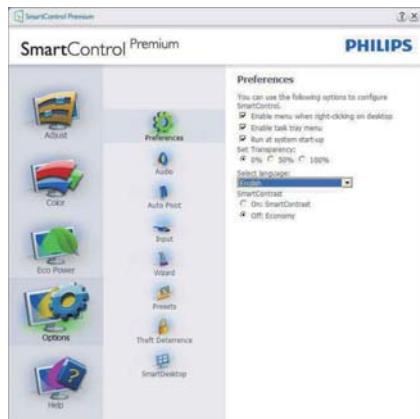 SmartControl Premium
SmartControl Premium
PHILIPS
Adjust
Color
Eco Power
Options
Help
Preferences
Audio
Auto Pivot
Input
Wizard
Presets
Theft Deterrence
SmartDesktop
Preferences
You can use the following options to configure
SmartControl.
Enable menu when right-clicking on desktop
Enable task tray menu
Run at system start-up
Set Transparency:
0% 50% 100%
Select language:
English
SmartContrast
On: SmartContrast
Off: Economy